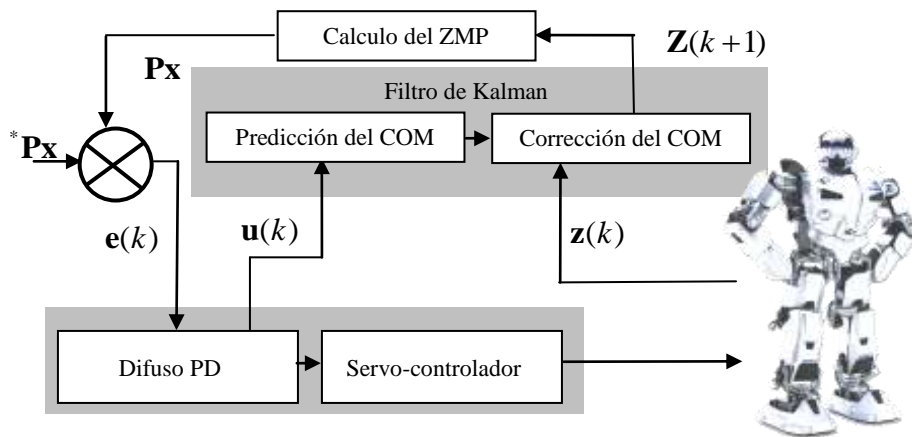 Calculo del ZMP
Z(k+1)
Px
Filtro de Kalman
*Px
Predicción del COM
Corrección del COM
e(k)
u(k)
z(k)
Difuso PD
Servo-controlador